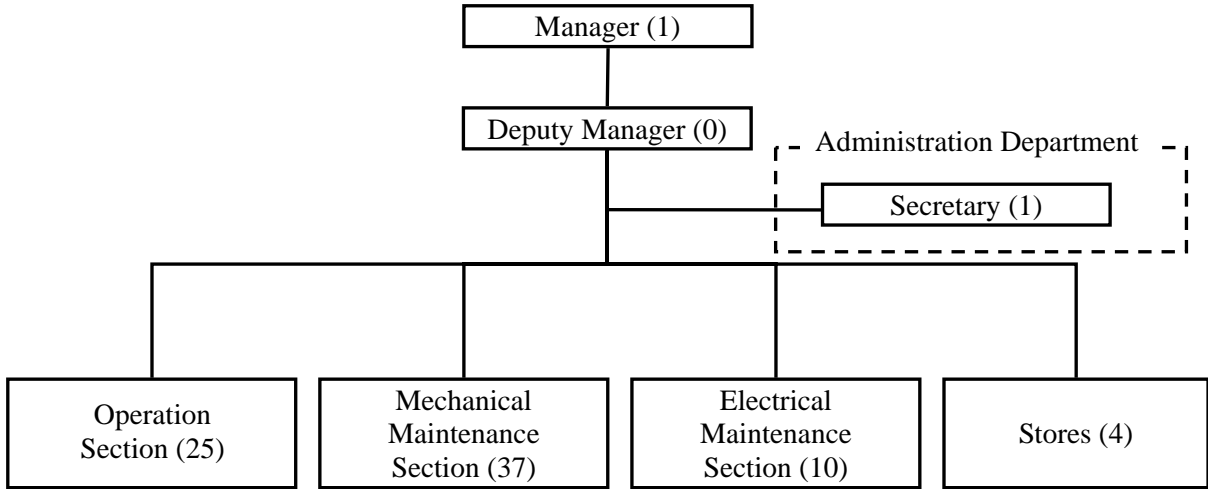 Manager (1)
Deputy Manager (0)
Administration Department
Secretary (1)
Operation
Section (25)
Mechanical
Maintenance
Section (37)
Electrical
Maintenance
Section (10)
Stores (4)